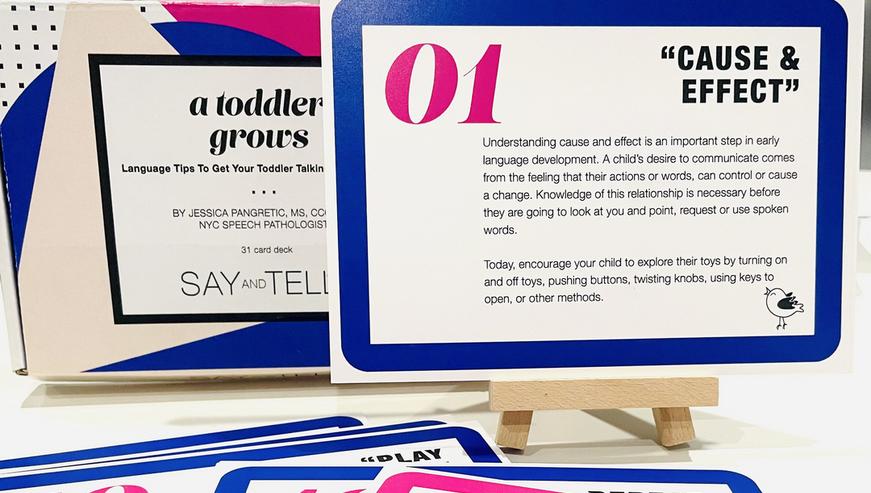 a toddler
grows
Language Tips To Get Your Toddler
BY JESSICA PANGRETIC, MS,
NYC SPEECH PATHOLOGIST
31 card deck
SAY AND TELL
01
“CAUSE &
EFFECT”
Understanding cause and effect is an important step in early
language development. A child’s desire to communicate comes
from the feeling that their actions or words, can control or cause
a change. Knowledge of this relationship is necessary before
they are going to look at you and point, request or use spoken
words.
Today, encourage your child to explore their toys by turning on
and off toys, pushing buttons, twisting knobs, using keys to
open, or other methods.
“PLAY